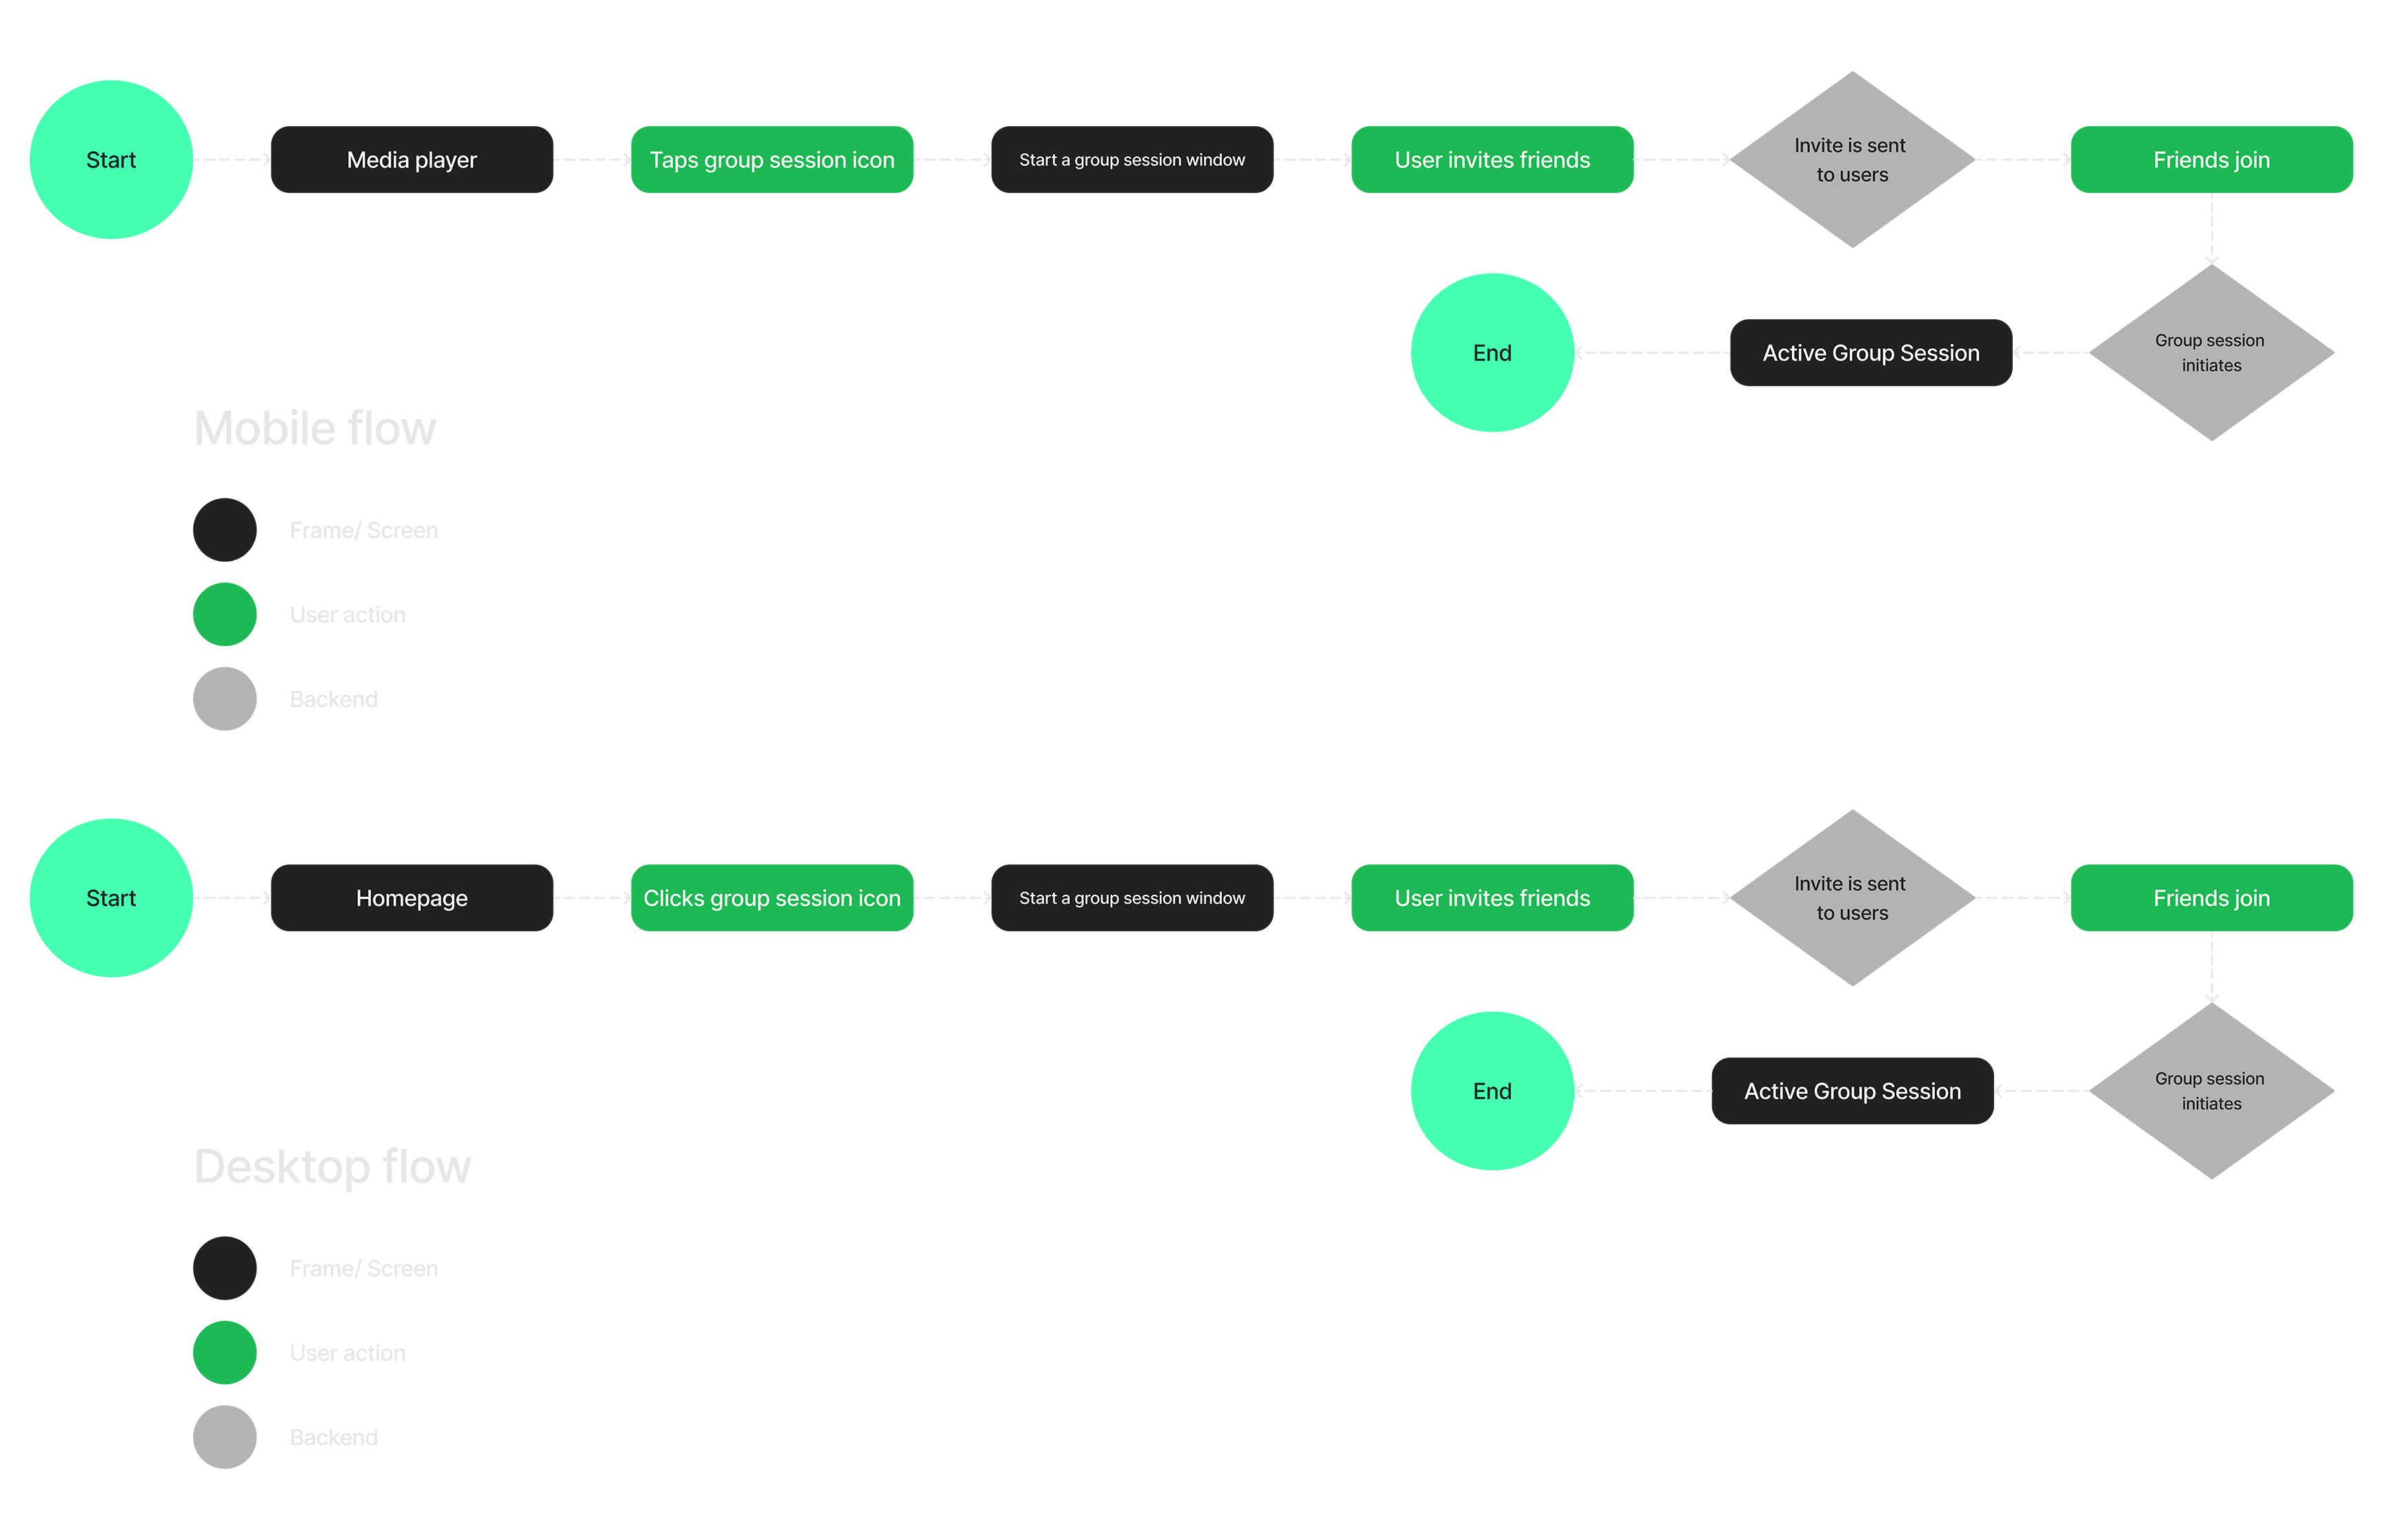 Start
Media player
Taps group session icon
Start a group session window
User invites friends
Invite is sent
to users
Friends join
Group session
initiates
Active Group Session
End
Mobile flow
Frame/ Screen
User action
Backend
Start
Homepage
Clicks group session icon
Start a group session window
User invites friends
Invite is sent
to users
Friends join
Group session
initiates
Active Group Session
End
Desktop flow
Frame/ Screen
User action
Backend